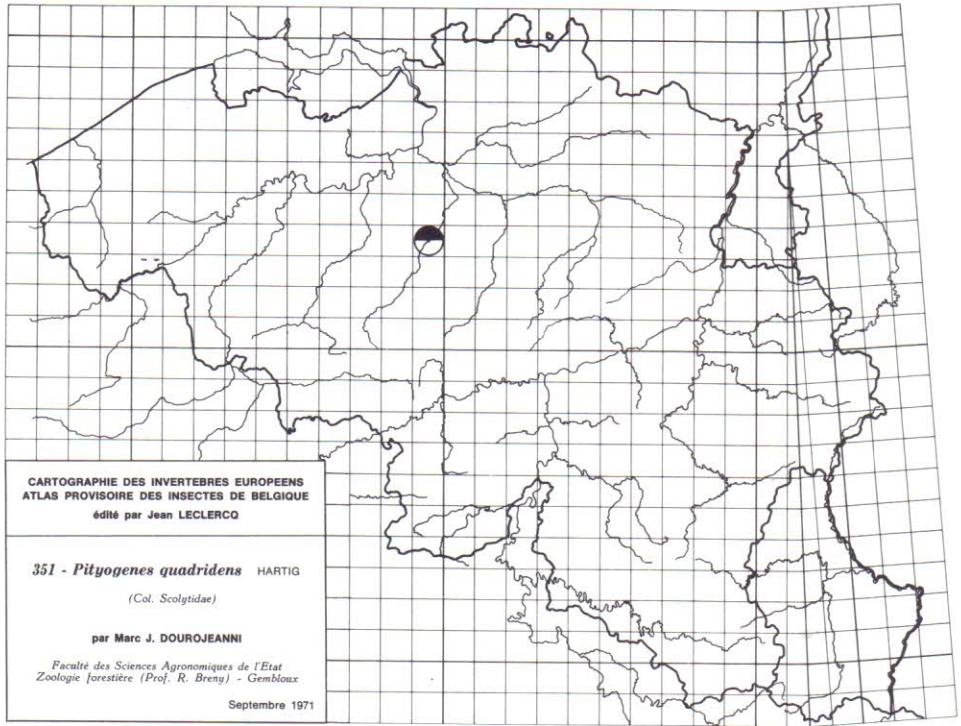 CARTOGRAPHIE DES INVERTEBRES EUROPEENS
ATLAS PROVISOIRE DES INSECTES DE BELGIQUE
édité par Jean LECLERCQ
351 - Pityogenes quadridens HARTIG
(Col. Scolytidae)
par Marc J. DOUROJEANNI
Faculté des Sciences Agronomiques de l'Etat
Zoologie forestière (Prof. R. Breny) - Gembloux
Septembre 1971